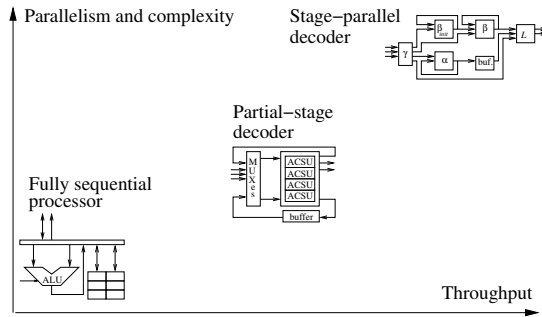 Parallelism and complexity
Stage−parallel
decoder
β
init
β
L
γ
α
buf.
Partial−stage
decoder
MUXes
ACSU
ACSU
ACSU
ACSU
buffer
Fully sequential
processor
ALU
Throughput